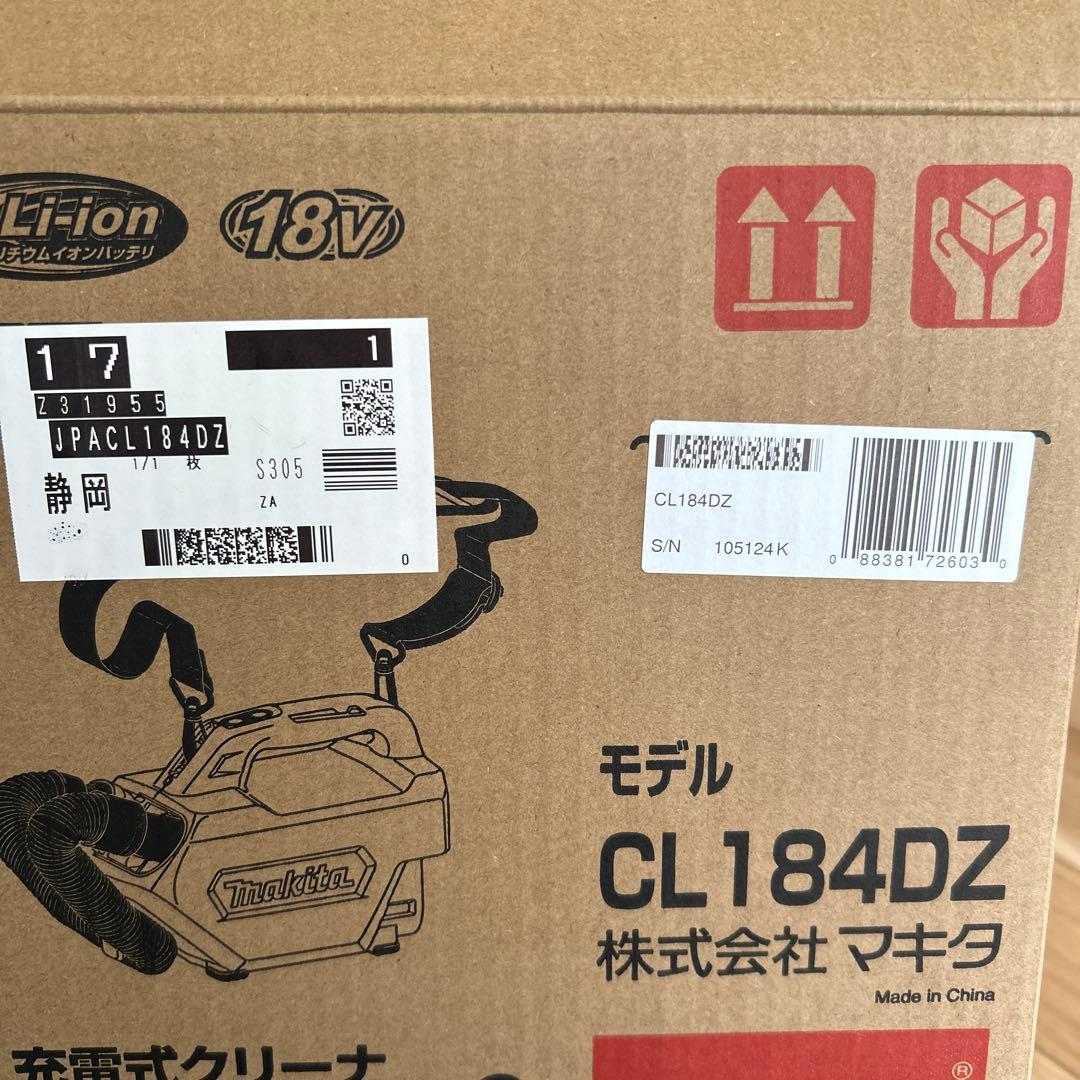 Li-ion
リチウムイオンバッテリ
18V
17
1
Z31955
JPACL184DZ
1/1 枚
S305
静岡
ZA
0
CL184DZ
S/N 105124K
0 88381 72603 0
makita
モデル
CL184DZ
株式会社 マキタ
Made in China
充電式クリーナ
®